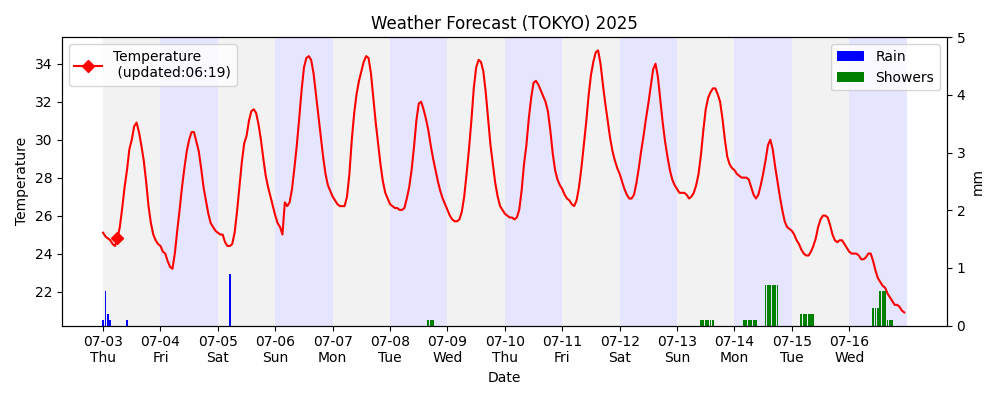 Weather Forecast (TOKYO) 2025
Temperature
(updated:06:19)
Rain
Showers
34
32
30
28
26
24
22
Temperature
5
4
3
2
1
0
mm
07-03 07-04 07-05 07-06 07-07 07-08 07-09 07-10 07-11 07-12 07-13 07-14 07-15 07-16
Thu Fri Sat Sun Mon Tue Wed Thu Fri Sat Sun Mon Tue Wed
Date